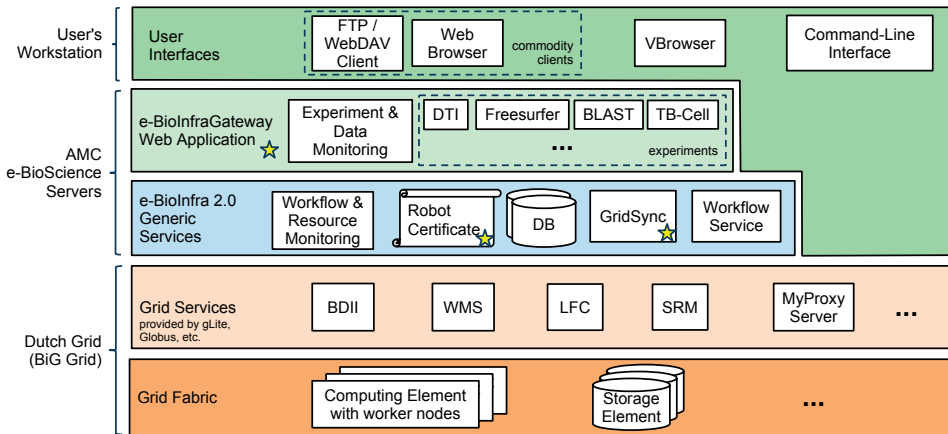 User's
Workstation
User
Interfaces
FTP /
WebDAV
Client
Web
Browser
commodity
clients
VBrowser
Command-Line
Interface
AMC
e-BioScience
Servers
e-BioInfraGateway
Web Application
Experiment &
Data
Monitoring
DTI
Freesurfer
BLAST
TB-Cell
...
experiments
e-BioInfra 2.0
Generic
Services
Workflow &
Resource
Monitoring
Robot
Certificate
DB
GridSync
Workflow
Service
Dutch Grid
(BiG Grid)
Grid Services
provided by gLite,
Globus, etc.
BDII
WMS
LFC
SRM
MyProxy
Server
...
Grid Fabric
Computing Element
with worker nodes
Storage
Element
...